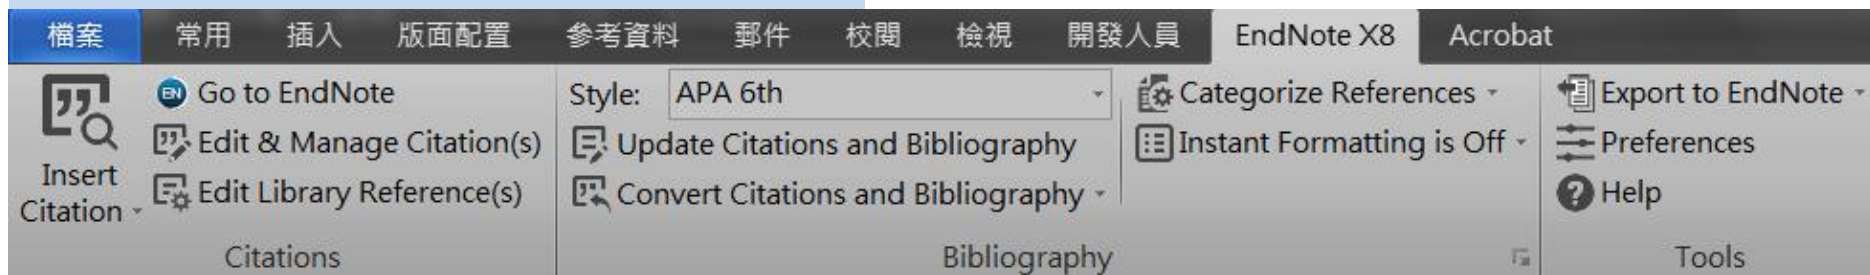 檔案 常用 插入 版面配置 參考資料 郵件 校閱 檢視 開發人員 EndNote X8 Acrobat
Insert Citation
Go to EndNote
Edit & Manage Citation(s)
Edit Library Reference(s)
Citations
Style: APA 6th
Update Citations and Bibliography
Convert Citations and Bibliography
Categorize References
Instant Formatting is Off
Bibliography
Export to EndNote
Preferences
Help
Tools